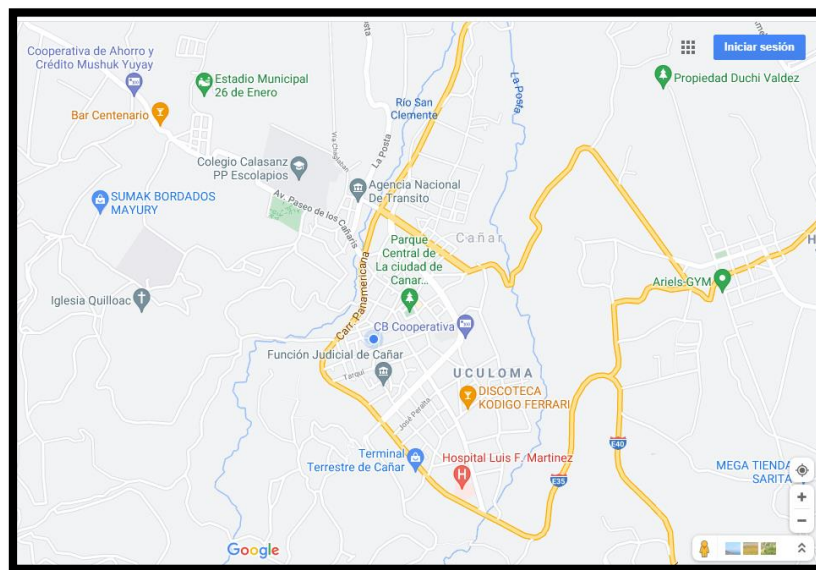 Cooperativa de Ahorro y
Crédito Mushuk Yuyay
Estadio Municipal
26 de Enero
Bar Centenario
Río San
Clemente
La Posta
Iniciar sesión
Propiedad Duchi Valdez
Colegio Calasanz
PP Escolapios
La Posta
Agencia Nacional
De Transito
SUMAK BORDADOS
MAYURY
Av. Paseo de los Cañaris
Cañar
Parque
Central de
La ciudad de
Canar...
Carr. Panamericana
Ariels GYM
Iglesia Quilloac
CB Cooperativa
Función Judicial de Cañar
Tarqui
UCULOMA
DISCOTECA
KODIGO FERRARI
José Peralta
Terminal
Terrestre de Cañar
Hospital Luis F. Martinez
H
E40
E35
MEGA TIENDA
SARITA
Google